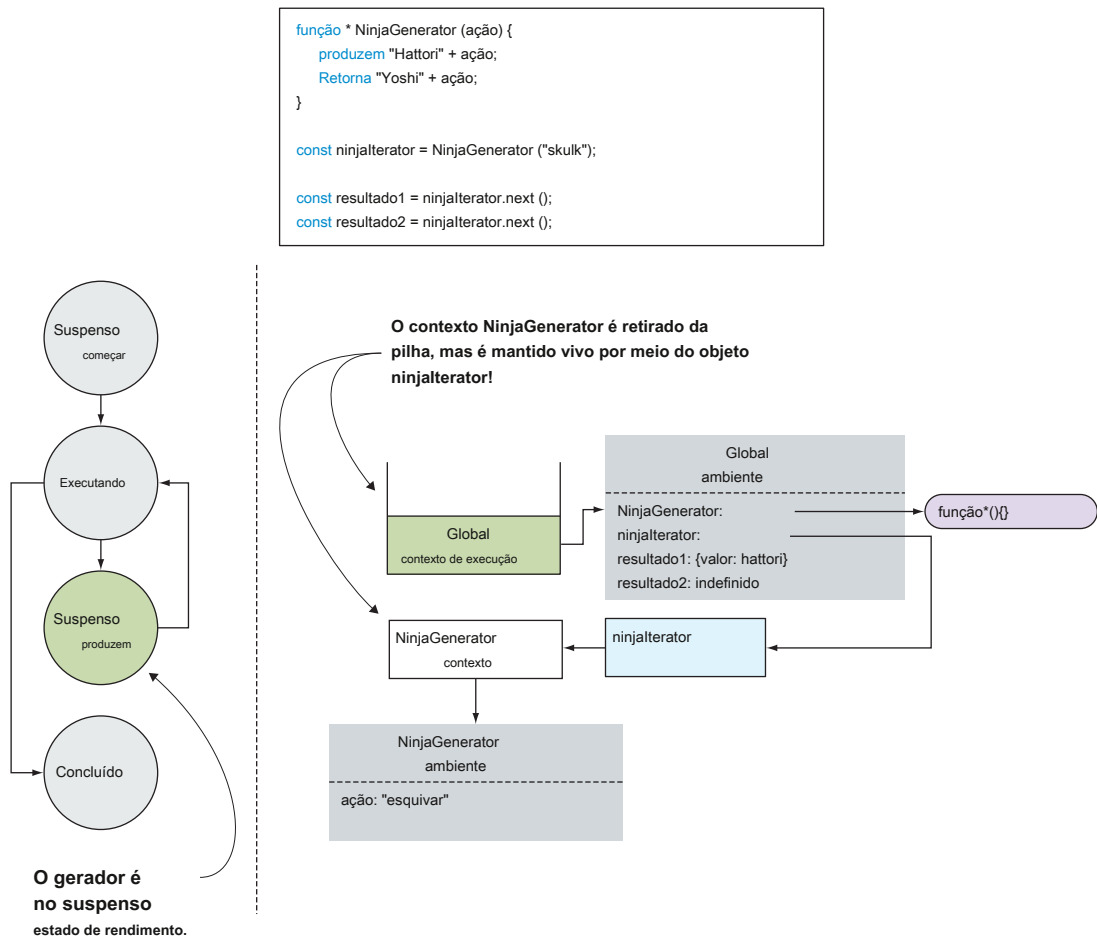 função * NinjaGenerator (ação) {
produzem "Hattori" + ação;
Retorna "Yoshi" + ação;
}
const ninjaIterator = NinjaGenerator ("skulk");
const resultado1 = ninjaIterator.next ();
const resultado2 = ninjaIterator.next ();
Suspenso
começar
Executando
Suspenso
produzem
Concluído
O gerador é
no suspenso
estado de rendimento.
O contexto NinjaGenerator é retirado da
pilha, mas é mantido vivo por meio do objeto
ninjaIterator!
Global
contexto de execução
Global
ambiente
NinjaGenerator:
ninjaIterator:
resultado1: {valor: hattori}
resultado2: indefinido
função*(){}
NinjaGenerator
contexto
ninjaIterator
NinjaGenerator
ambiente
ação: "esquivar"